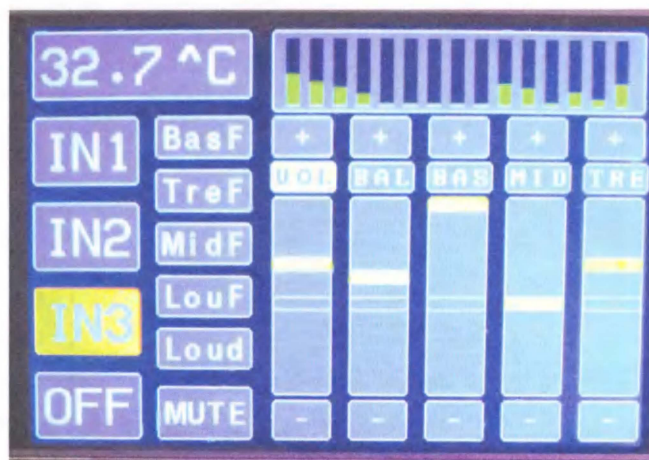 32.7 ^C
IN1
IN2
IN3
OFF
BasF
TreF
MidF
LouF
Loud
MUTE
+ + + + +
VOL BAL BAS MID TRE
- - - - -